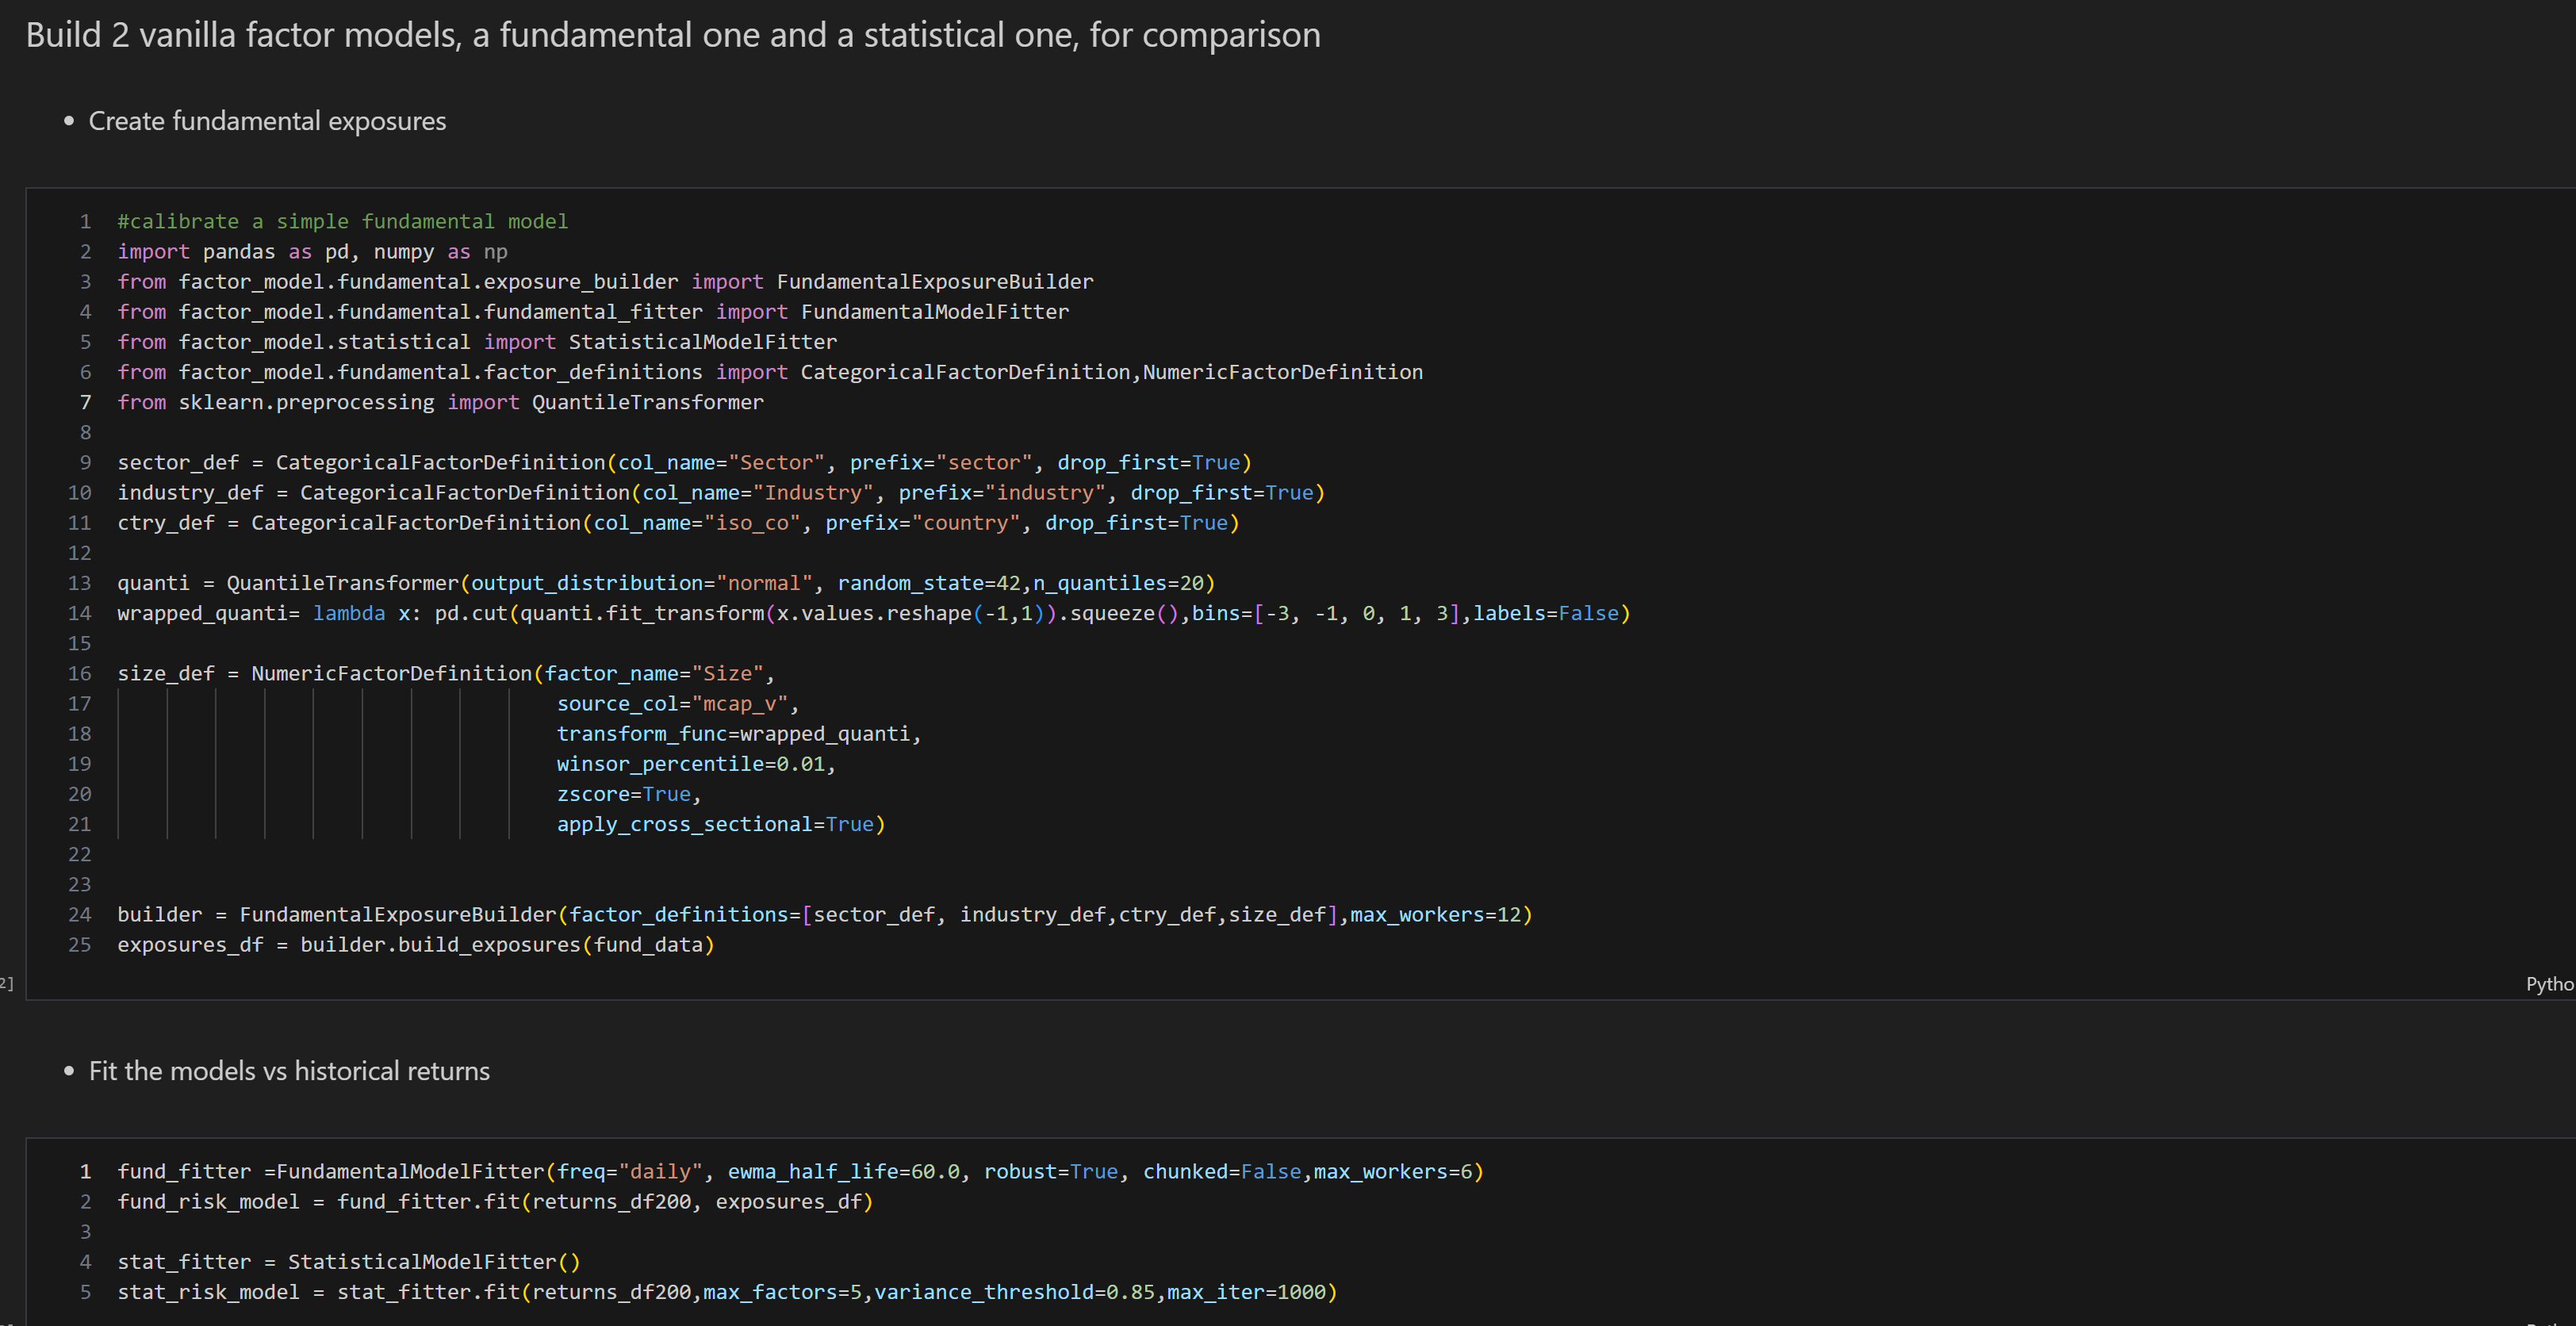 Build 2 vanilla factor models, a fundamental one and a statistical one, for comparison
• Create fundamental exposures
1 #calibrate a simple fundamental model
2 import pandas as pd, numpy as np
3 from factor_model.fundamental.exposure_builder import FundamentalExposureBuilder
4 from factor_model.fundamental.fundamental_fitter import FundamentalModelFitter
5 from factor_model.statistical import StatisticalModelFitter
6 from factor_model.fundamental.factor_definitions import CategoricalFactorDefinition,NumericFactorDefinition
7 from sklearn.preprocessing import QuantileTransformer
8
9 sector_def = CategoricalFactorDefinition(col_name="Sector", prefix="sector", drop_first=True)
10 industry_def = CategoricalFactorDefinition(col_name="Industry", prefix="industry", drop_first=True)
11 ctry_def = CategoricalFactorDefinition(col_name="iso_co", prefix="country", drop_first=True)
12
13 quanti = QuantileTransformer(output_distribution="normal", random_state=42,n_quantiles=20)
14 wrapped_quanti= lambda x: pd.cut(quanti.fit_transform(x.values.reshape(-1,1)).squeeze(),bins=[-3, -1, 0, 1, 3],labels=False)
15
16 size_def = NumericFactorDefinition(factor_name="Size",
17 source_col="mcap_v",
18 transform_func=wrapped_quanti,
19 winsor_percentile=0.01,
20 zscore=True,
21 apply_cross_sectional=True)
22
23
24 builder = FundamentalExposureBuilder(factor_definitions=[sector_def, industry_def,ctry_def,size_def],max_workers=12)
25 exposures_df = builder.build_exposures(fund_data)
2]
Pytho
• Fit the models vs historical returns
1 fund_fitter =FundamentalModelFitter(freq="daily", ewma_half_life=60.0, robust=True, chunked=False,max_workers=6)
2 fund_risk_model = fund_fitter.fit(returns_df200, exposures_df)
3
4 stat_fitter = StatisticalModelFitter()
5 stat_risk_model = stat_fitter.fit(returns_df200,max_factors=5,variance_threshold=0.85,max_iter=1000)